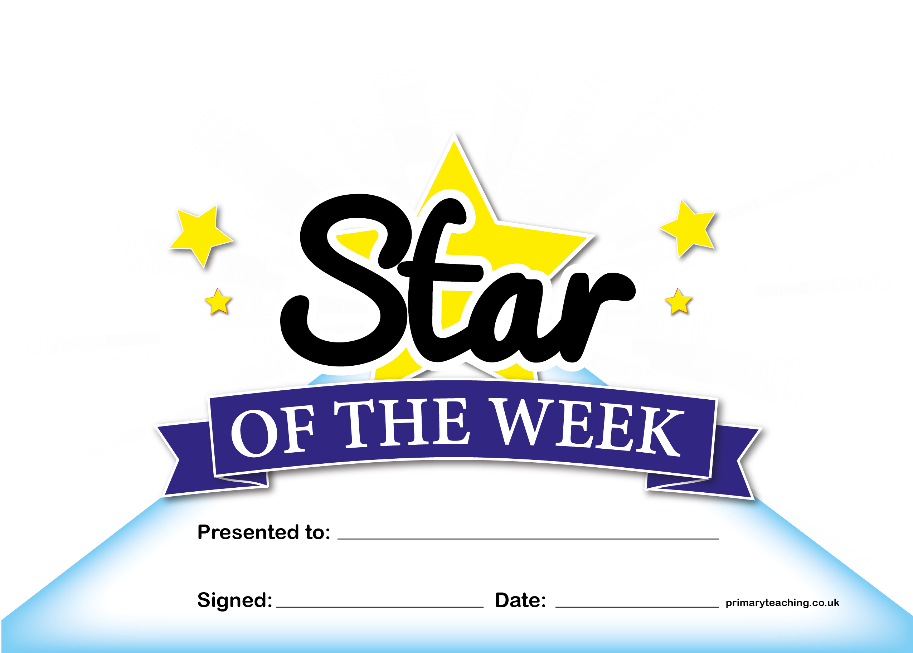 Star
OF THE WEEK
Presented to:
Signed: Date: primaryteaching.co.uk